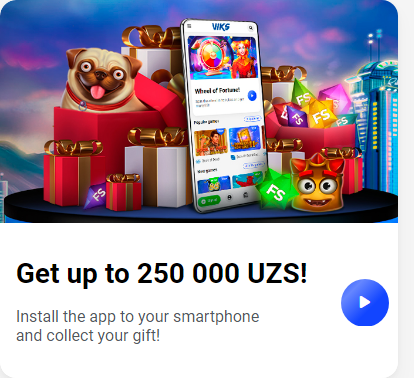 VIKS
Wheel of Fortune!
Popular games
FS
FS
FS
FS
Get up to 250 000 UZS!
Install the app to your smartphone
and collect your gift!